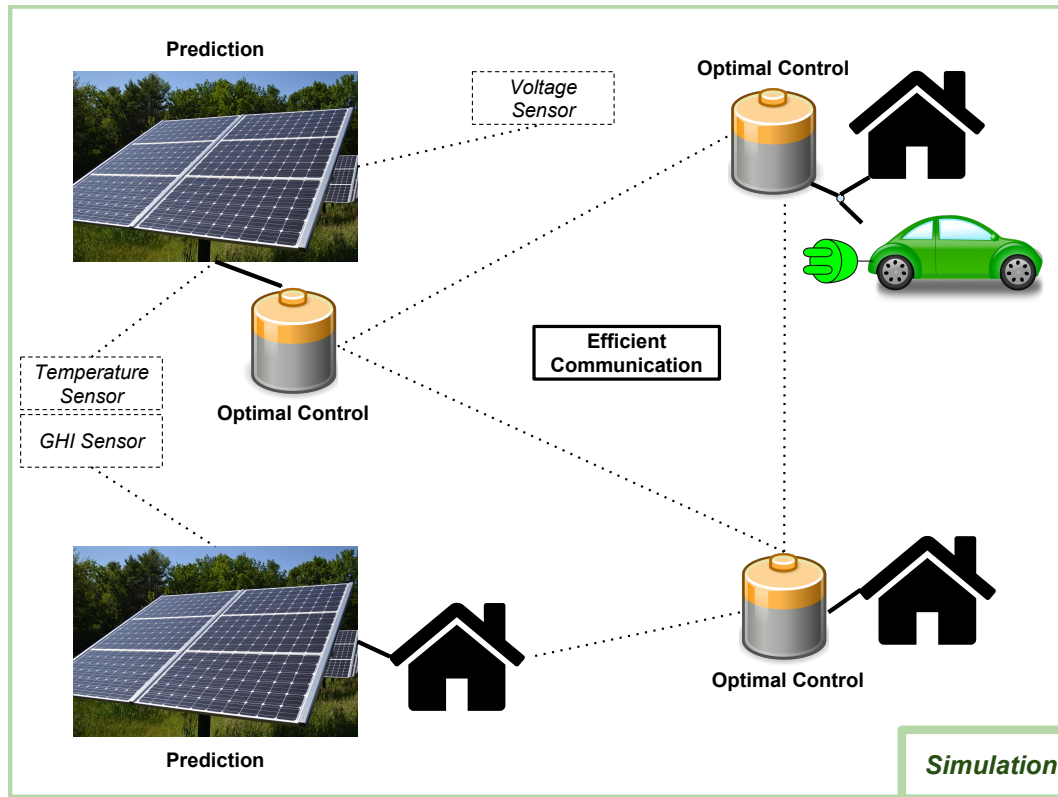 Prediction
Voltage
Sensor
Optimal Control
Efficient
Communication
Temperature
Sensor
Optimal Control
GHI Sensor
Optimal Control
Prediction
Simulation